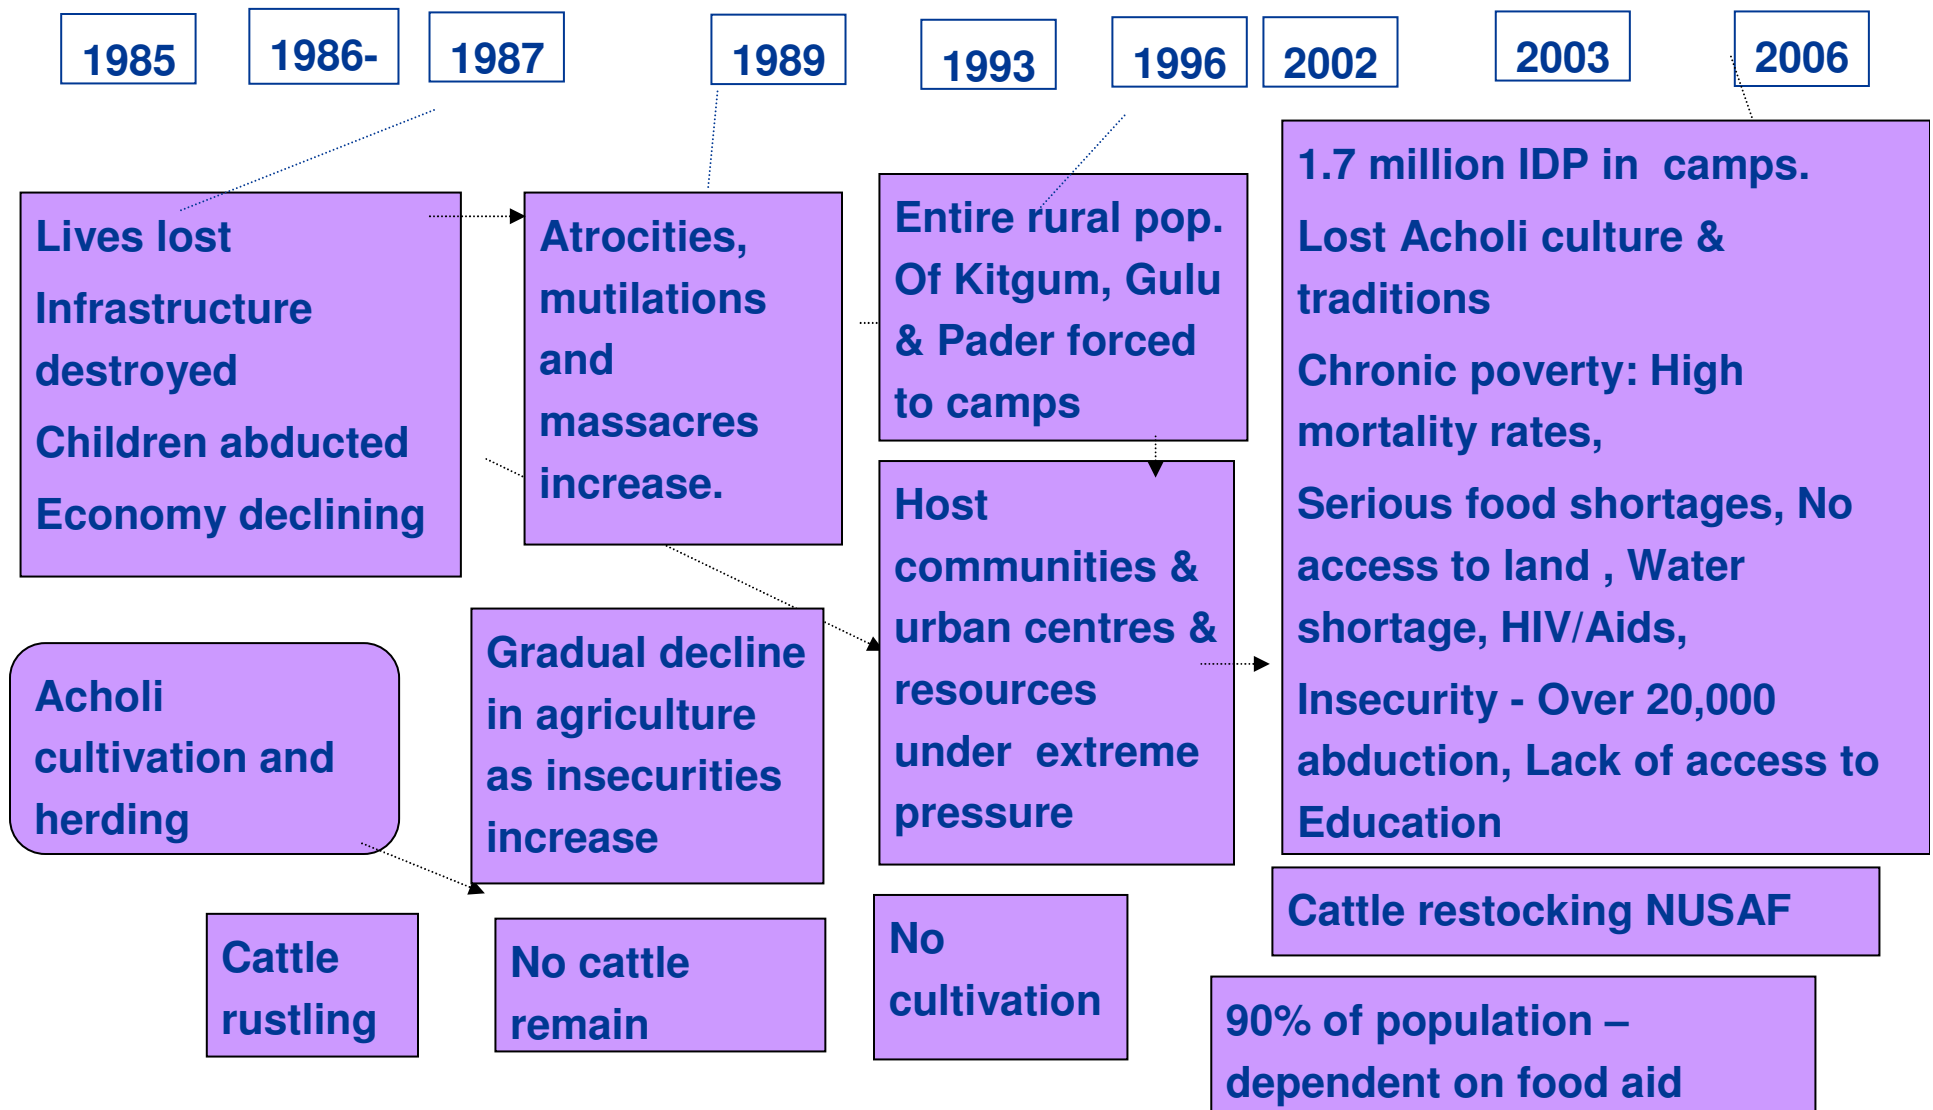 1985
1986-
1987
1989
1993
1996
2002
2003
2006
Lives lost
Infrastructure
destroyed
Children abducted
Economy declining
Atrocities,
mutilations
and
massacres
increase.
Entire rural pop.
Of Kitgum, Gulu
& Pader forced
to camps
Host
communities &
urban centres &
resources
under extreme
pressure
1.7 million IDP in camps.
Lost Acholi culture &
traditions
Chronic poverty: High
mortality rates,
Serious food shortages, No
access to land , Water
shortage, HIV/Aids,
Insecurity - Over 20,000
abduction, Lack of access to
Education
Acholi
cultivation and
herding
Gradual decline
in agriculture
as insecurities
increase
Cattle
rustling
No cattle
remain
No
cultivation
Cattle restocking NUSAF
90% of population –
dependent on food aid